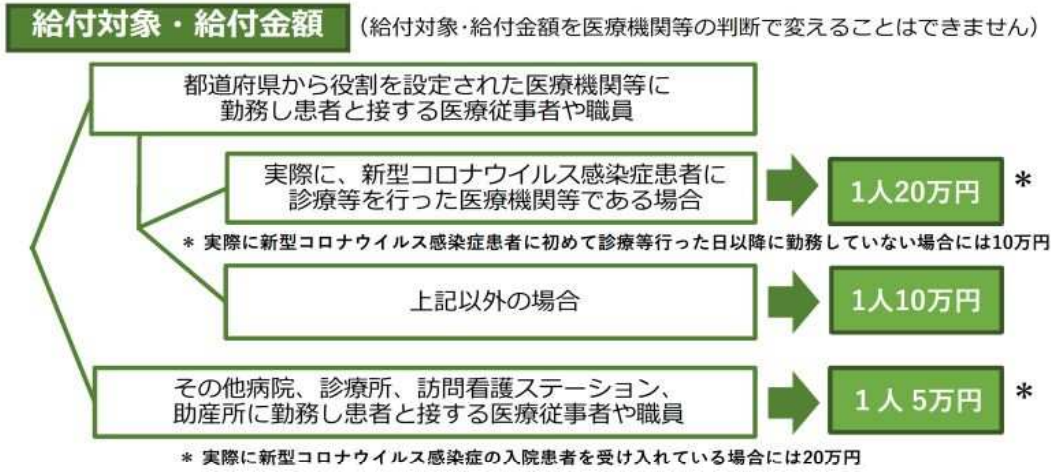 給付対象・給付金額 （給付対象･給付金額を医療機関等の判断で変えることはできません）
都道府県から役割を設定された医療機関等に
勤務し患者と接する医療従事者や職員
実際に、新型コロナウイルス感染症患者に
診療等を行った医療機関等である場合
1人20万円 *
* 実際に新型コロナウイルス感染症患者に初めて診療等行った日以降に勤務していない場合には10万円
上記以外の場合
1人10万円
その他病院、診療所、訪問看護ステーション、
助産所に勤務し患者と接する医療従事者や職員
1 人 5万円 *
* 実際に新型コロナウイルス感染症の入院患者を受け入れている場合には20万円